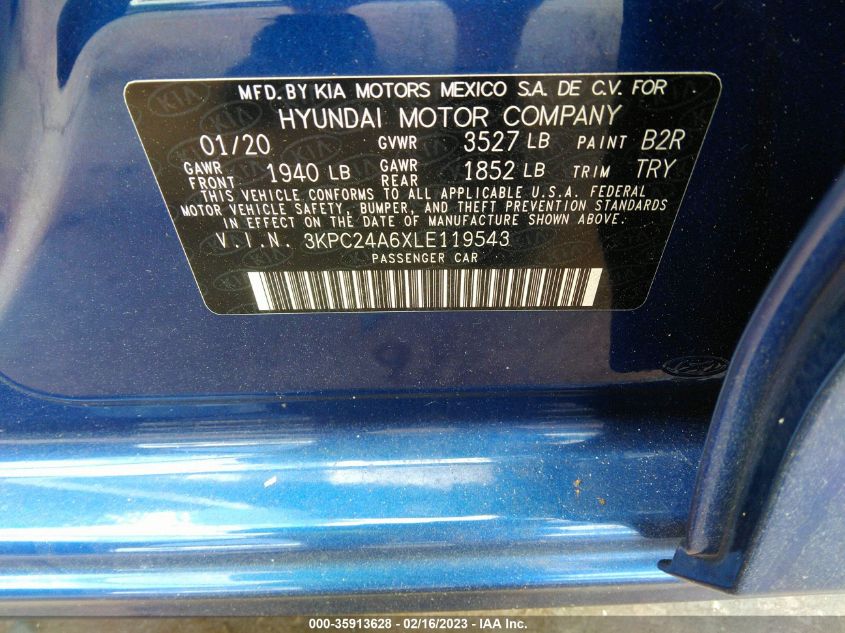 MFD. BY KIA MOTORS MEXICO S.A. DE C.V. FOR
HYUNDAI MOTOR COMPANY
01/20 GVWR 3527 LB PAINT B2R
GAWR FRONT 1940 LB GAWR REAR 1852 LB TRIM TRY
THIS VEHICLE CONFORMS TO ALL APPLICABLE U.S.A. FEDERAL
MOTOR VEHICLE SAFETY, BUMPER, AND THEFT PREVENTION STANDARDS
IN EFFECT ON THE DATE OF MANUFACTURE SHOWN ABOVE.
V.I.N. 3KPC24A6XLE119543
PASSENGER CAR
000-35913628 - 02/16/2023 - IAA Inc.